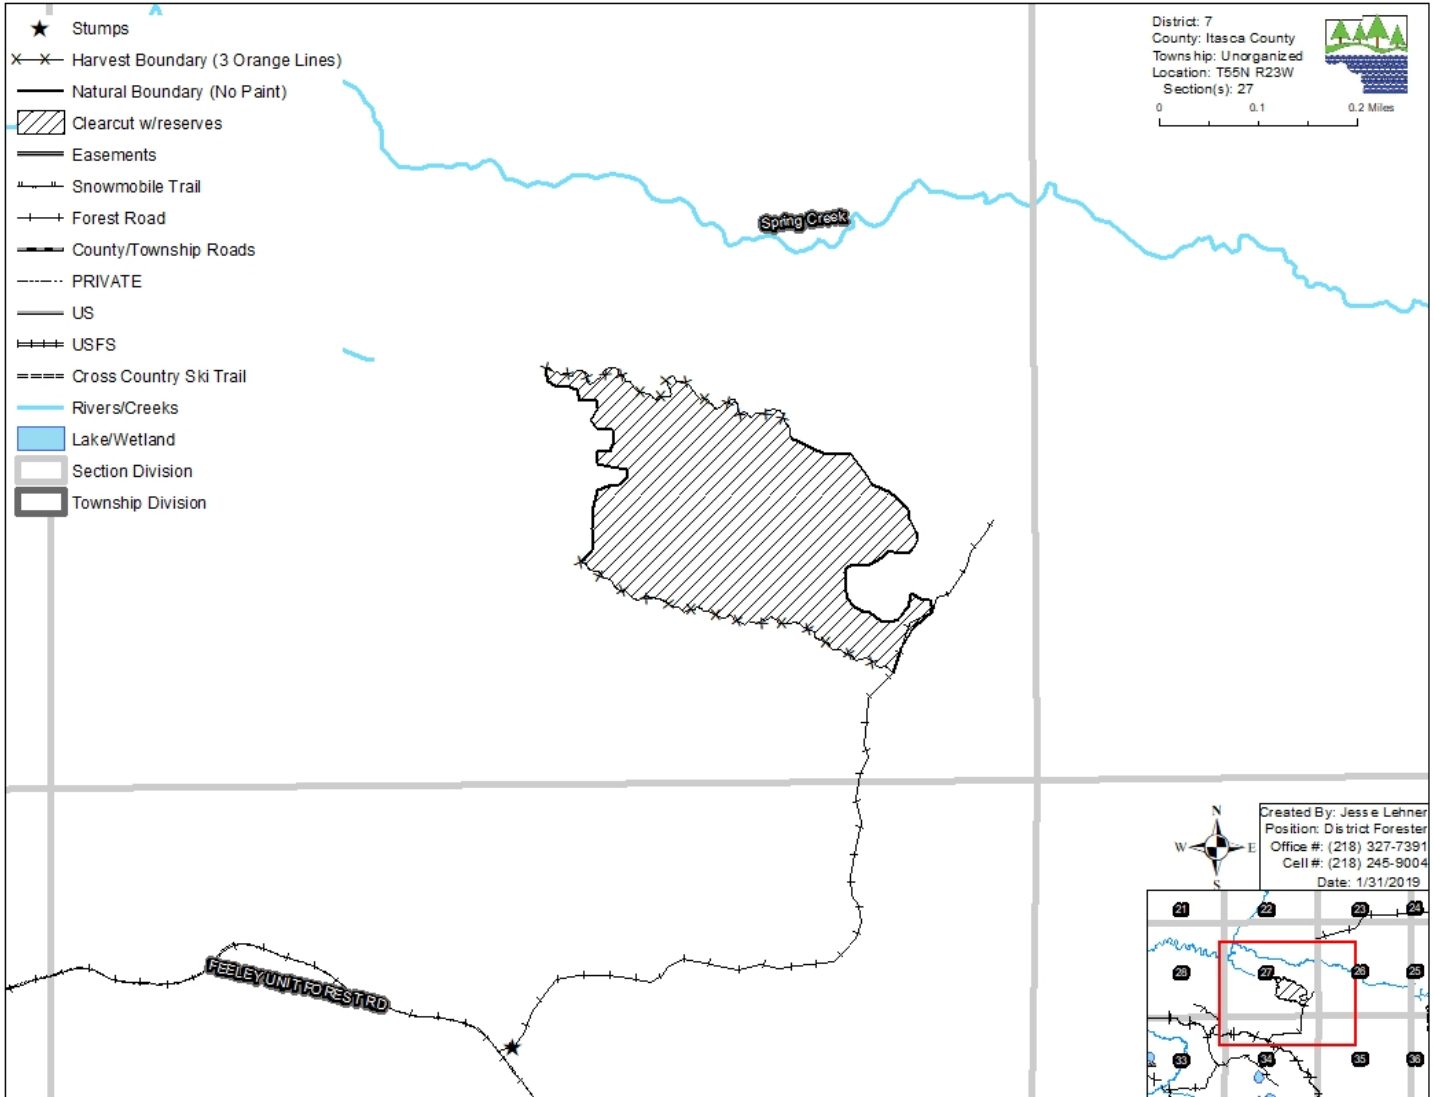 Stumps
Harvest Boundary (3 Orange Lines)
Natural Boundary (No Paint)
Clearcut w/reserves
Easements
Snowmobile Trail
Forest Road
County/Township Roads
PRIVATE
US
USFS
Cross Country Ski Trail
Rivers/Creeks
Lake/Wetland
Section Division
Township Division
District: 7
County: Itasca County
Township: Unorganized
Location: T55N R23W
Section(s): 27
0 0.1 0.2 Miles
Spring Creek
FEELEY UNIT FOREST RD
N
W E
S
Created By: Jesse Lehner
Position: District Forester
Office #: (218) 327-7391
Cell #: (218) 245-9004
Date: 1/31/2019
21 22 23 24
28 27 26 25
33 34 35 36